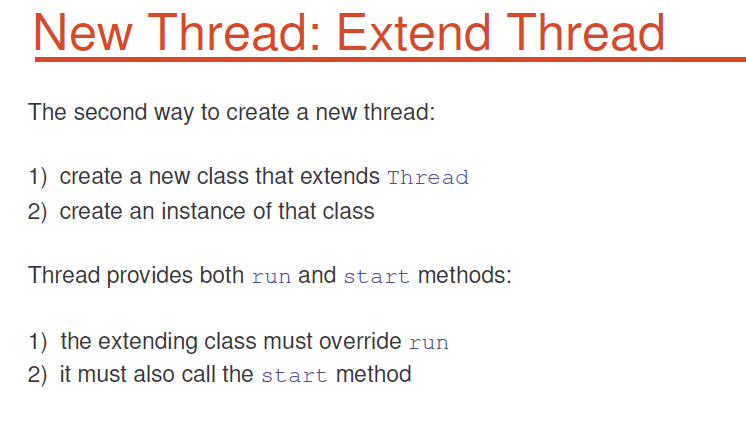 New Thread: Extend Thread
The second way to create a new thread:
1) create a new class that extends Thread
2) create an instance of that class
Thread provides both run and start methods:
1) the extending class must override run
2) it must also call the start method